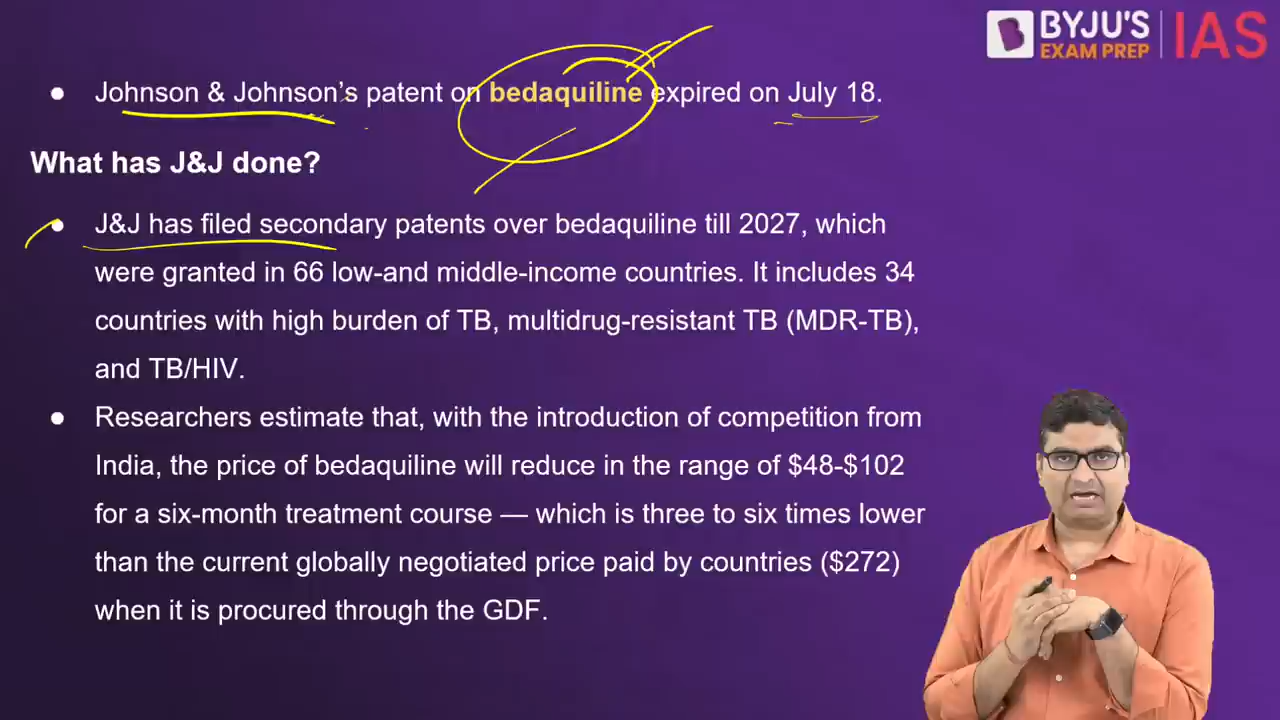 BYJU'S IAS
EXAM PREP
• Johnson & Johnson's patent on bedaquiline expired on July 18.
What has J&J done?
• J&J has filed secondary patents over bedaquiline till 2027, which
were granted in 66 low-and middle-income countries. It includes 34
countries with high burden of TB, multidrug-resistant TB (MDR-TB),
and TB/HIV.
• Researchers estimate that, with the introduction of competition from
India, the price of bedaquiline will reduce in the range of $48-$102
for a six-month treatment course — which is three to six times lower
than the current globally negotiated price paid by countries ($272)
when it is procured through the GDF.